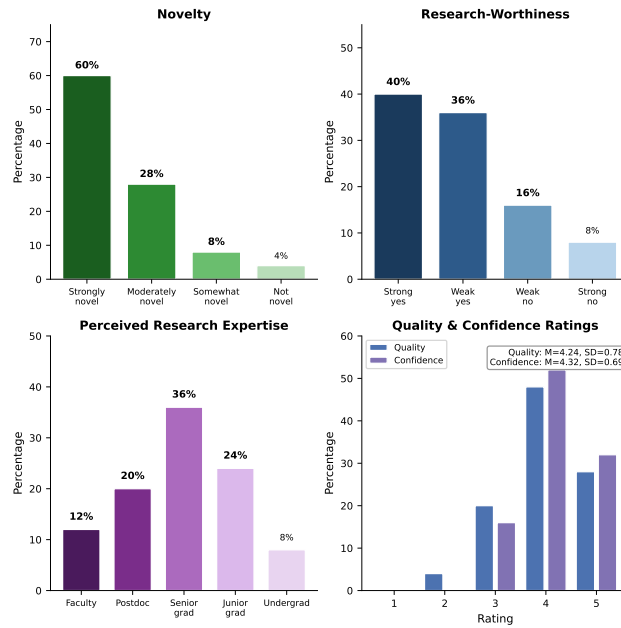 Novelty
Percentage
70
60
50
40
30
20
10
0
60%
28%
8%
4%
Strongly
novel
Moderately
novel
Somewhat
novel
Not
novel
Research-Worthiness
Percentage
50
40
30
20
10
0
40%
36%
16%
8%
Strong
yes
Weak
yes
Weak
no
Strong
no
Perceived Research Expertise
Percentage
50
40
30
20
10
0
12%
20%
36%
24%
8%
Faculty
Postdoc
Senior
grad
Junior
grad
Undergrad
Quality & Confidence Ratings
Percentage
60
50
40
30
20
10
0
Quality
Confidence
Quality: M=4.24, SD=0.78
Confidence: M=4.32, SD=0.69
1
2
3
4
5
Rating